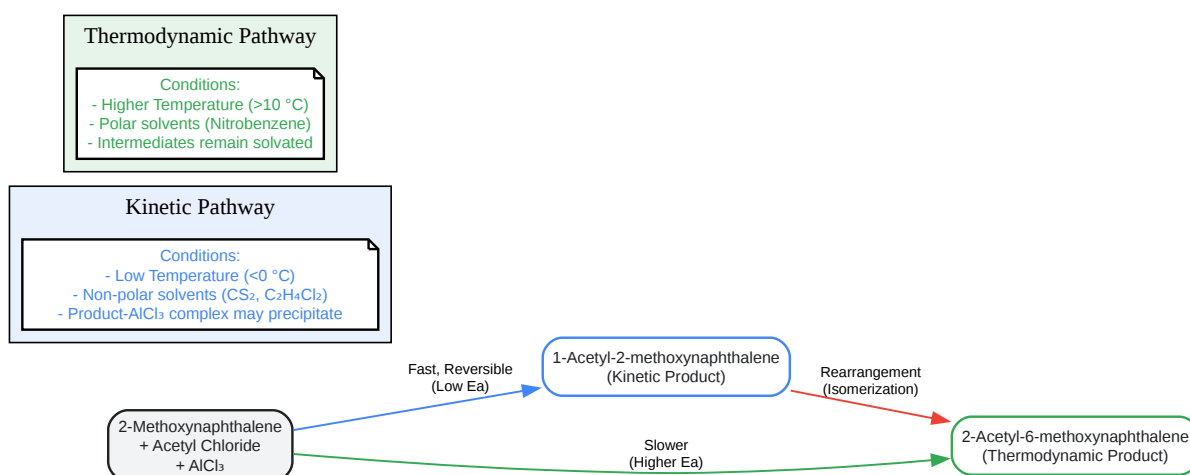 Thermodynamic Pathway
Conditions:
- Higher Temperature (>10 °C)
- Polar solvents (Nitrobenzene)
- Intermediates remain solvated
Kinetic Pathway
Conditions:
- Low Temperature (<0 °C)
- Non-polar solvents (CS₂, C₂H₄Cl₂)
- Product-AlCl₃ complex may precipitate
Fast, Reversible
(Low Ea)
1-Acetyl-2-methoxynaphthalene
(Kinetic Product)
Rearrangement
(Isomerization)
2-Methoxynaphthalene
+ Acetyl Chloride
+ AlCl₃
Slower
(Higher Ea)
2-Acetyl-6-methoxynaphthalene
(Thermodynamic Product)